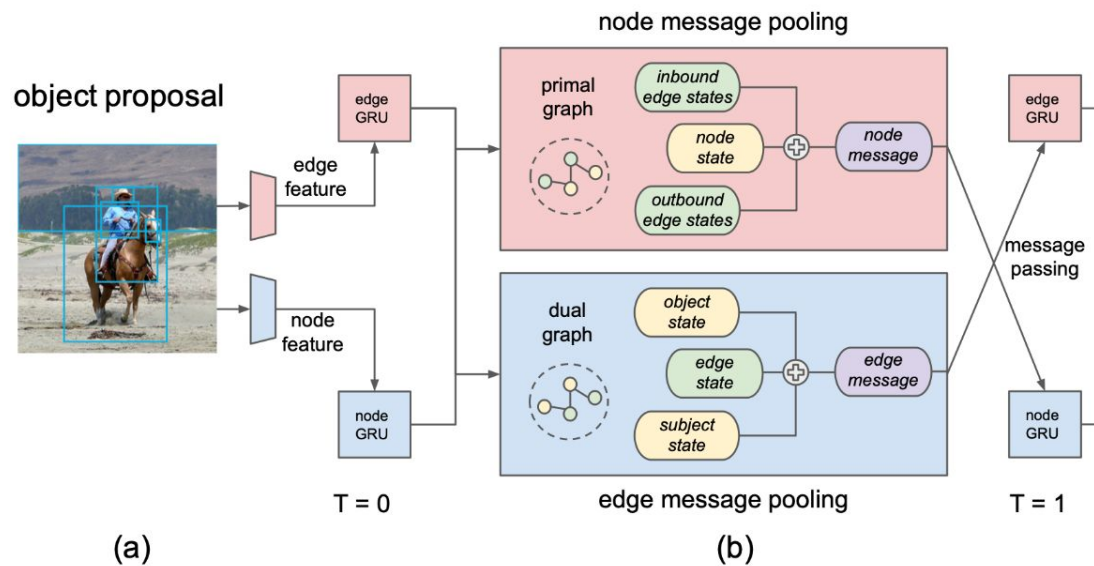 node message pooling
object proposal
edge
GRU
edge
feature
primal
graph
inbound
edge states
node
state
outbound
edge states
node
message
edge
GRU
message
passing
node
feature
node
GRU
dual
graph
object
state
edge
state
subject
state
edge
message
node
GRU
T = 0
edge message pooling
T = 1
(a)
(b)